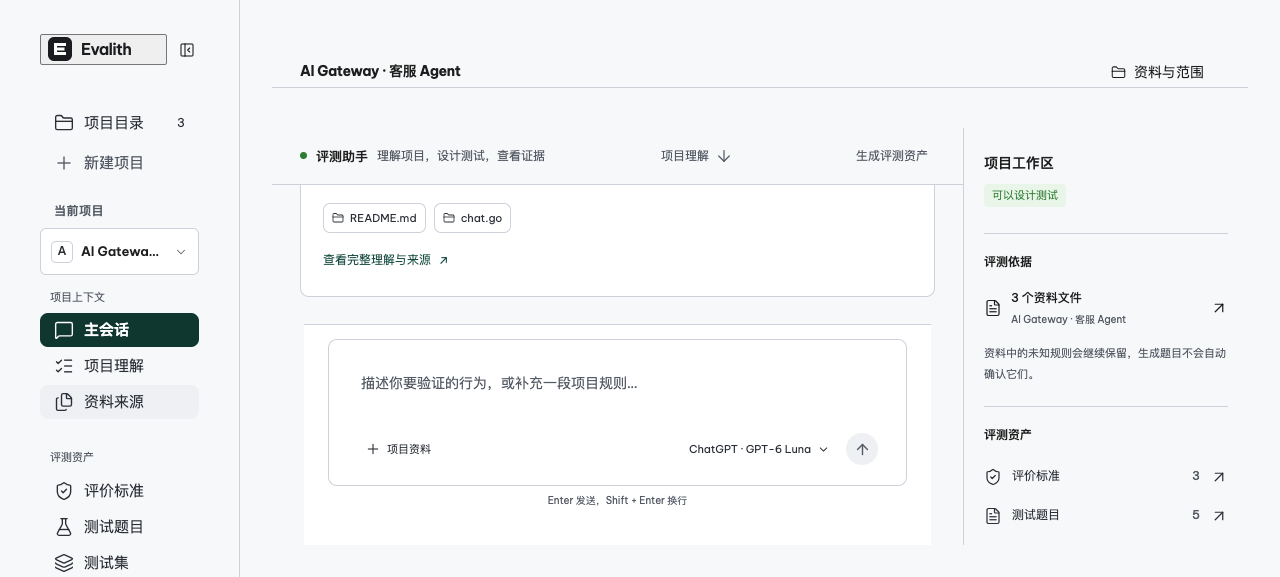 Evalith
项目目录 3
新建项目
当前项目
A AI Gatewa...
项目上下文
主会话
项目理解
资料来源
评测资产
评价标准
测试题目
测试集
AI Gateway · 客服 Agent
资料与范围
评测助手 理解项目，设计测试，查看证据
项目理解
生成评测资产
README.md
chat.go
查看完整理解与来源
描述你要验证的行为，或补充一段项目规则...
项目资料
ChatGPT · GPT-6 Luna
Enter 发送，Shift + Enter 换行
项目工作区
可以设计测试
评测依据
3 个资料文件
AI Gateway · 客服 Agent
资料中的未知规则会继续保留，生成题目不会自动
确认它们。
评测资产
评价标准 3
测试题目 5